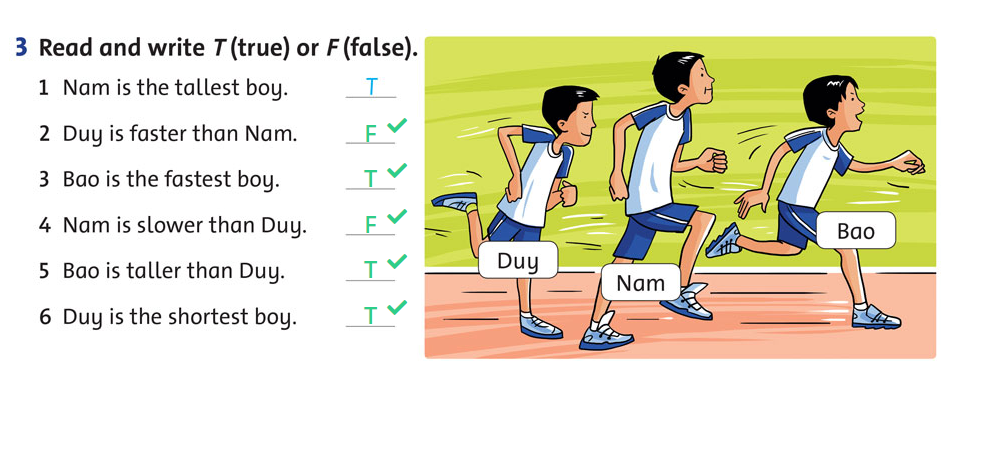 3 Read and write T (true) or F (false).
1 Nam is the tallest boy. T
2 Duy is faster than Nam. F ✓
3 Bao is the fastest boy. T ✓
4 Nam is slower than Duy. F ✓
5 Bao is taller than Duy. T ✓
6 Duy is the shortest boy. T ✓
Duy
Nam
Bao